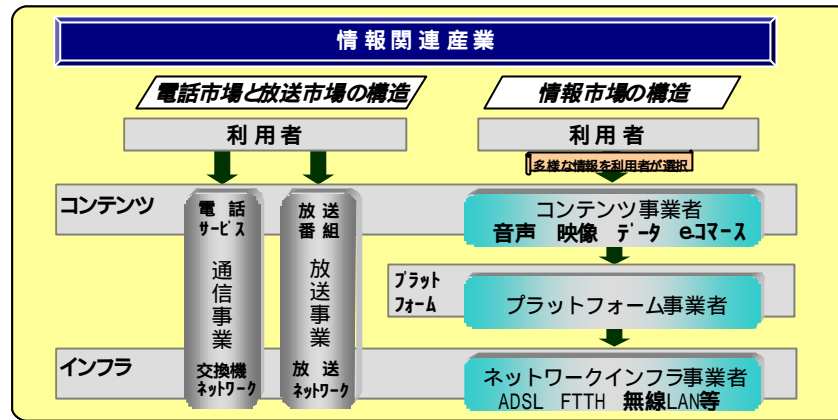 情報関連産業
電話市場と放送市場の構造
情報市場の構造
利用者
利用者
多様な情報を利用者が選択
コンテンツ
電話
サービス
放送
番組
コンテンツ事業者
音声 映像 データ eコマース
通信事業
放送事業
プラット
フォーム
プラットフォーム事業者
インフラ
交換機
ネットワーク
放送
ネットワーク
ネットワークインフラ事業者
ADSL FTTH 無線LAN等